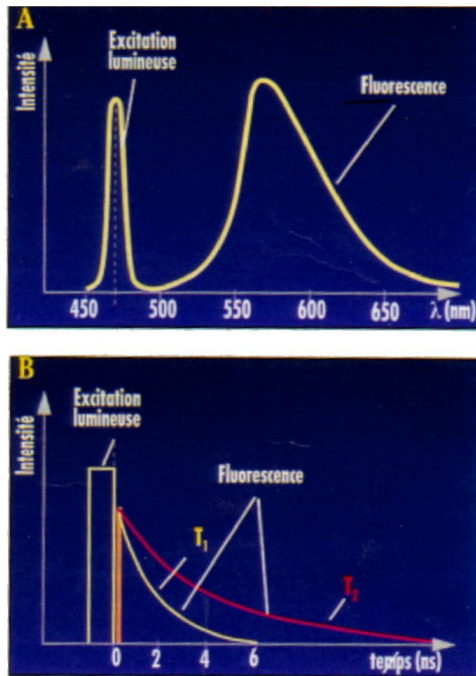 A
Excitation
lumineuse
Intensité
Fluorescence
450 500 550 600 650 λ (nm)
B
Excitation
lumineuse
Intensité
Fluorescence
T1
T2
0 2 4 6 temps (ns)